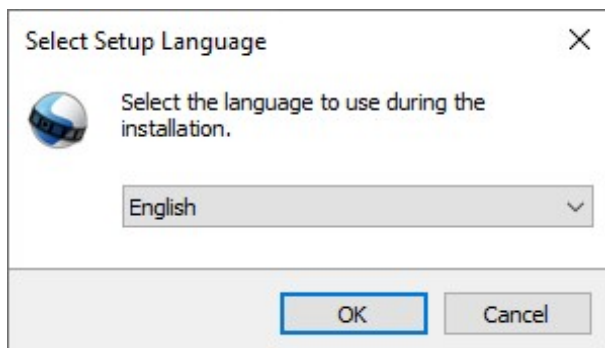 Select Setup Language
Select the language to use during the
installation.
English
OK
Cancel